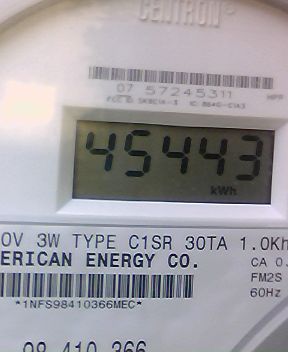 CENTRON®
07 57245311
45443
kWh
0V 3W TYPE C1SR 30TA 1.0Kh
ERICAN ENERGY CO.
CA 0.
FM2S
60Hz
*1NFS98410366MEC*
98 410 366